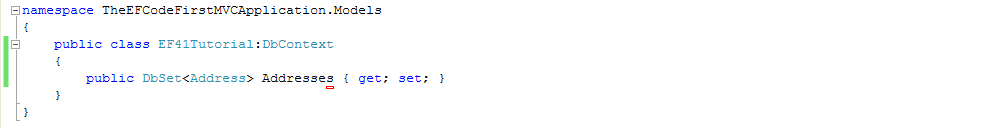 namespace TheEFCodeFirstMVCApplication.Models
{
public class EF41Tutorial:DbContext
{
public DbSet<Address> Addresses { get; set; }
}
}